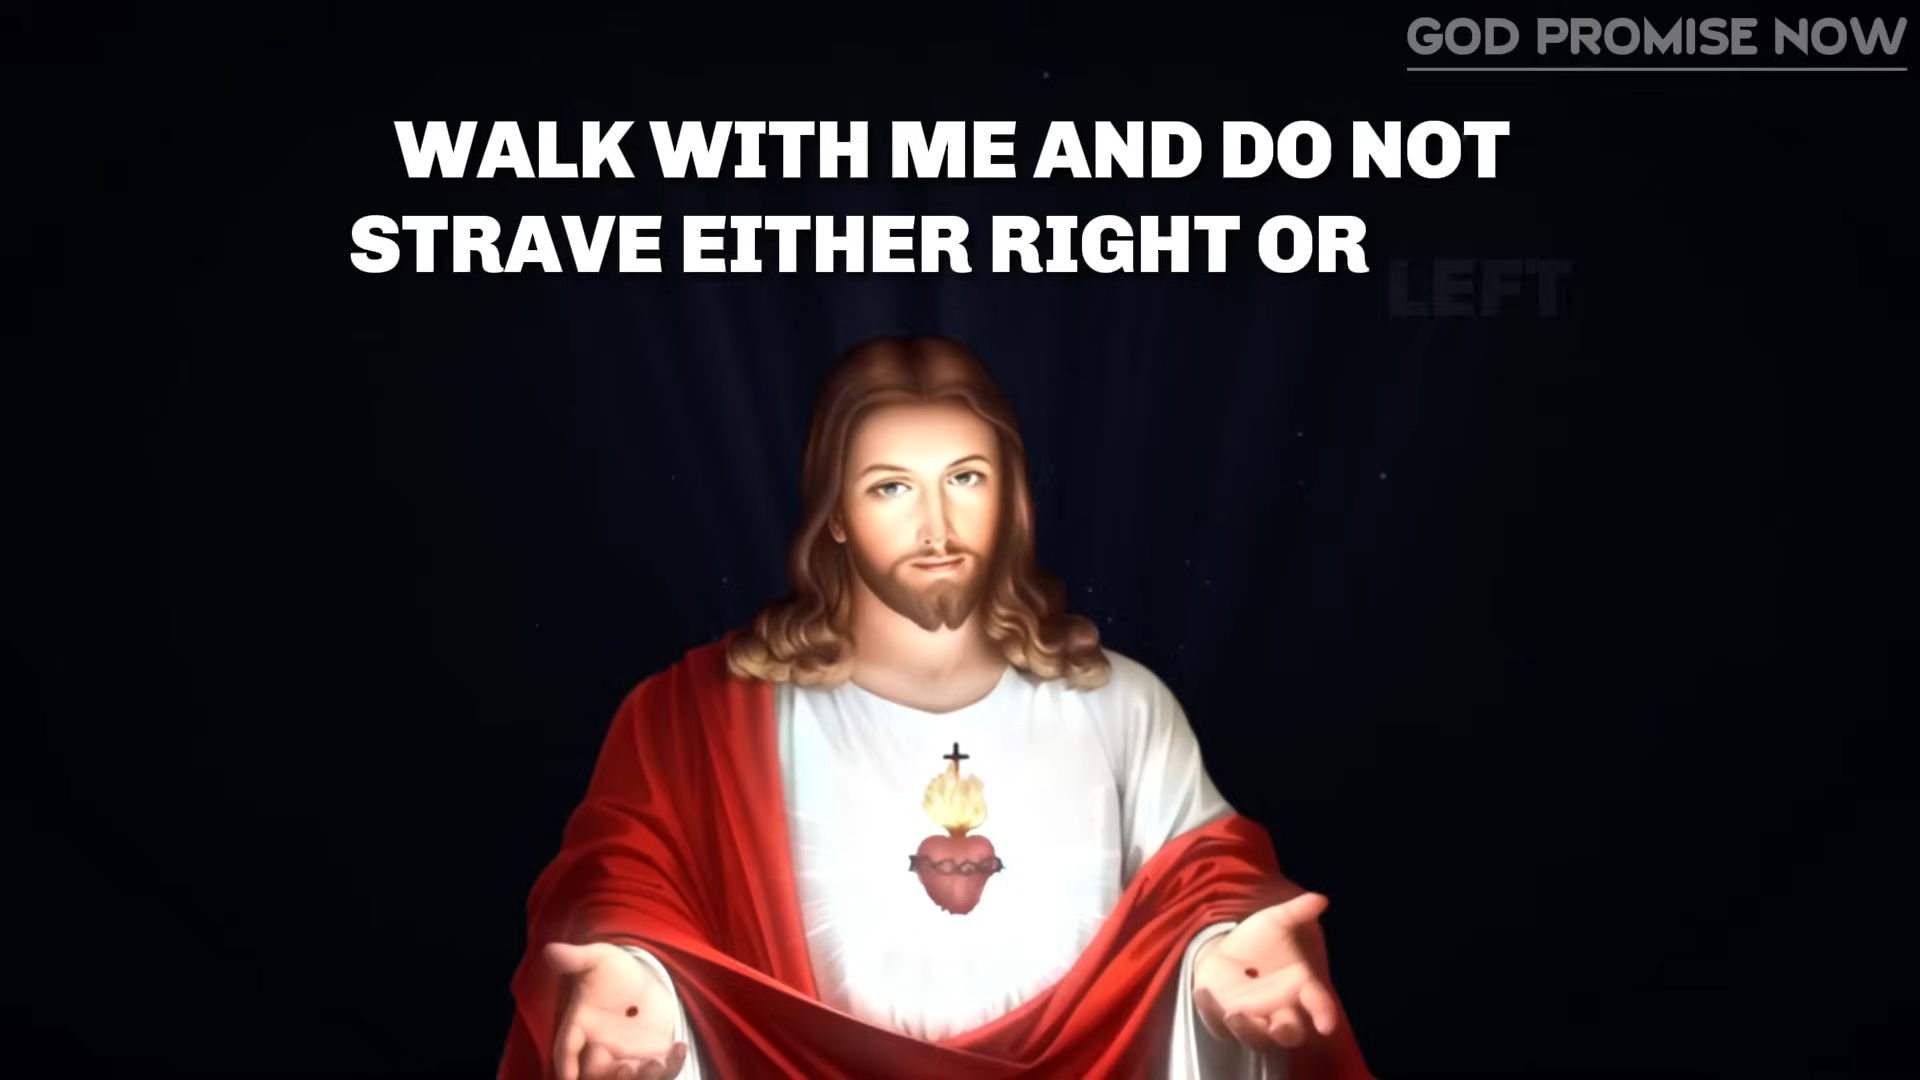 GOD PROMISE NOW
WALK WITH ME AND DO NOT
STRAVE EITHER RIGHT OR LEFT